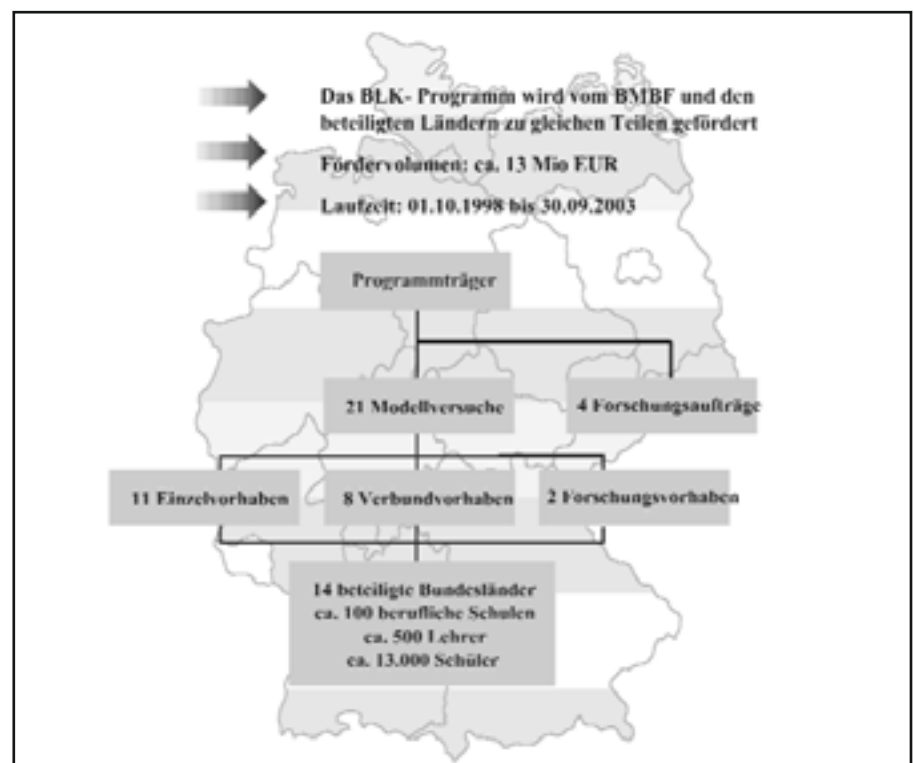 Das BLK- Programm wird vom BMBF und den
beteiligten Ländern zu gleichen Teilen gefördert
Fördervolumen: ca. 13 Mio EUR
Laufzeit: 01.10.1998 bis 30.09.2003
Programmträger
21 Modellversuche
4 Forschungsaufträge
11 Einzelvorhaben
8 Verbundvorhaben
2 Forschungsvorhaben
14 beteiligte Bundesländer
ca. 100 berufliche Schulen
ca. 500 Lehrer
ca. 13.000 Schüler